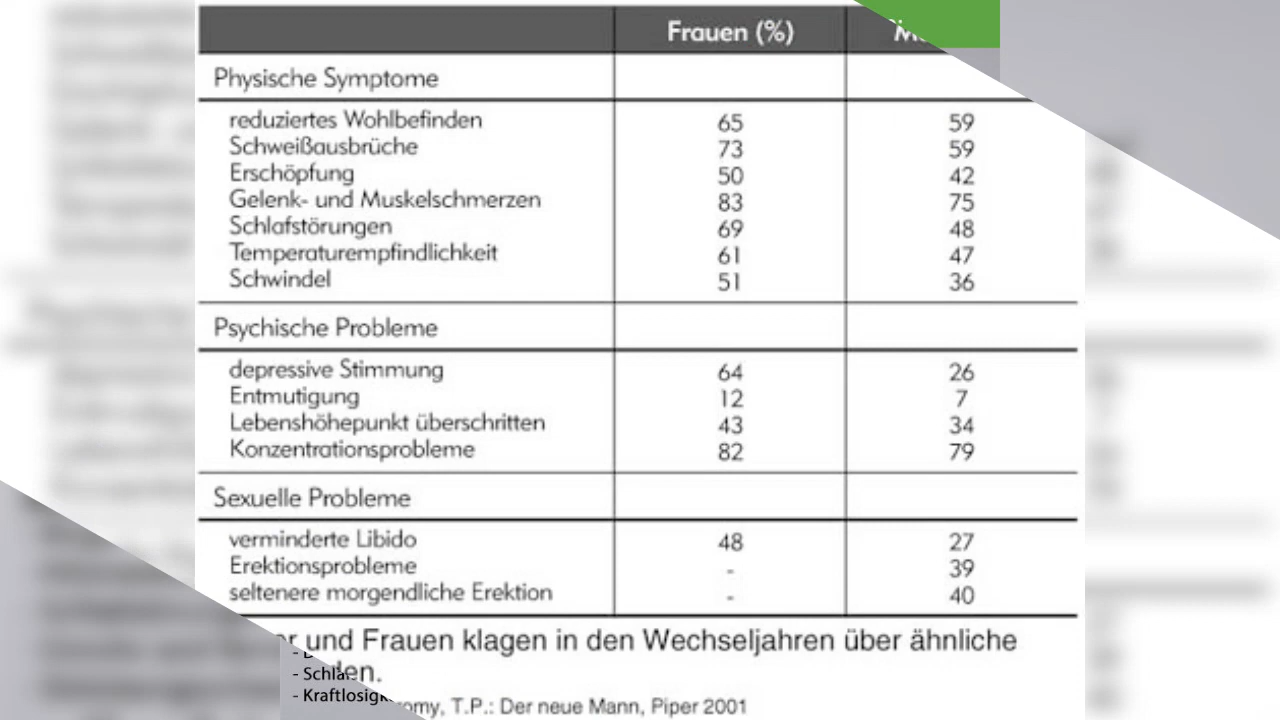 Frauen (%)
Physische Symptome
reduziertes Wohlbefinden 65 59
Schweißausbrüche 73 59
Erschöpfung 50 42
Gelenk- und Muskelschmerzen 83 75
Schlafstörungen 69 48
Temperaturempfindlichkeit 61 47
Schwindel 51 36
Psychische Probleme
depressive Stimmung 64 26
Entmutigung 12 7
Lebenshöhepunkt überschritten 43 34
Konzentrationsprobleme 82 79
Sexuelle Probleme
verminderte Libido 48 27
Erektionsprobleme - 39
seltenere morgendliche Erektion - 40
und Frauen klagen in den Wechseljahren über ähnliche
T.P.: Der neue Mann, Piper 2001